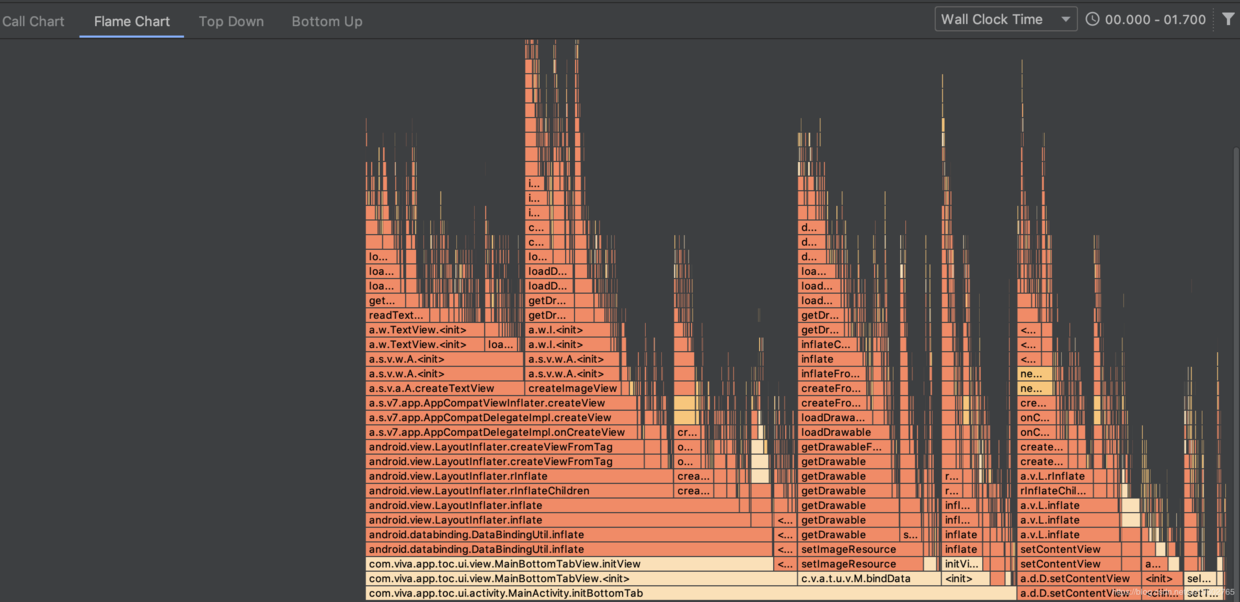 Call Chart Flame Chart Top Down Bottom Up Wall Clock Time 00.000 - 01.700
i...
i...
i...
c... d...
c... d...
lo... lo... d...
loa... loadD... loa...
loa... loadD... load...
get... getDr... load...
readText... getDr... getDr...
a.w.TextView.<init> a.w.I.<init> getDr... <...
a.w.TextView.<init> loa... a.w.I.<init> inflateC... <...
a.s.v.w.A.<init> a.s.v.w.A.<init> inflate <...
a.s.v.w.A.<init> a.s.v.w.A.<init> inflateFro... ne...
a.s.v.a.A.createTextView createImageView createFro... ne...
a.s.v7.app.AppCompatViewInflater.createView createFro... cre...
a.s.v7.app.AppCompatDelegateImpl.createView loadDrawa... onC...
a.s.v7.app.AppCompatDelegateImpl.onCreateView cr... loadDrawable onC...
android.view.LayoutInflater.createViewFromTag o... getDrawableF... create...
android.view.LayoutInflater.createViewFromTag o... getDrawable create...
android.view.LayoutInflater.rInflate crea... getDrawable r... a.v.L.rInflate
android.view.LayoutInflater.rInflateChildren crea... getDrawable r... rInflateChil...
android.view.LayoutInflater.inflate getDrawable infl... a.v.L.inflate
android.view.LayoutInflater.inflate <... getDrawable infl... a.v.L.inflate
android.databinding.DataBindingUtil.inflate <... getDrawable s... inflate a.v.L.inflate
android.databinding.DataBindingUtil.inflate <... setImageResource inflate setContentView
com.viva.app.toc.ui.view.MainBottomTabView.initView <... setImageResource initVi... setContentView a...
com.viva.app.toc.ui.view.MainBottomTabView.<init> c.v.a.t.u.v.M.bindData <init> a.d.D.setContentView <init> sel...
com.viva.app.toc.ui.activity.MainActivity.initBottomTab a.d.D.setContentView setT...